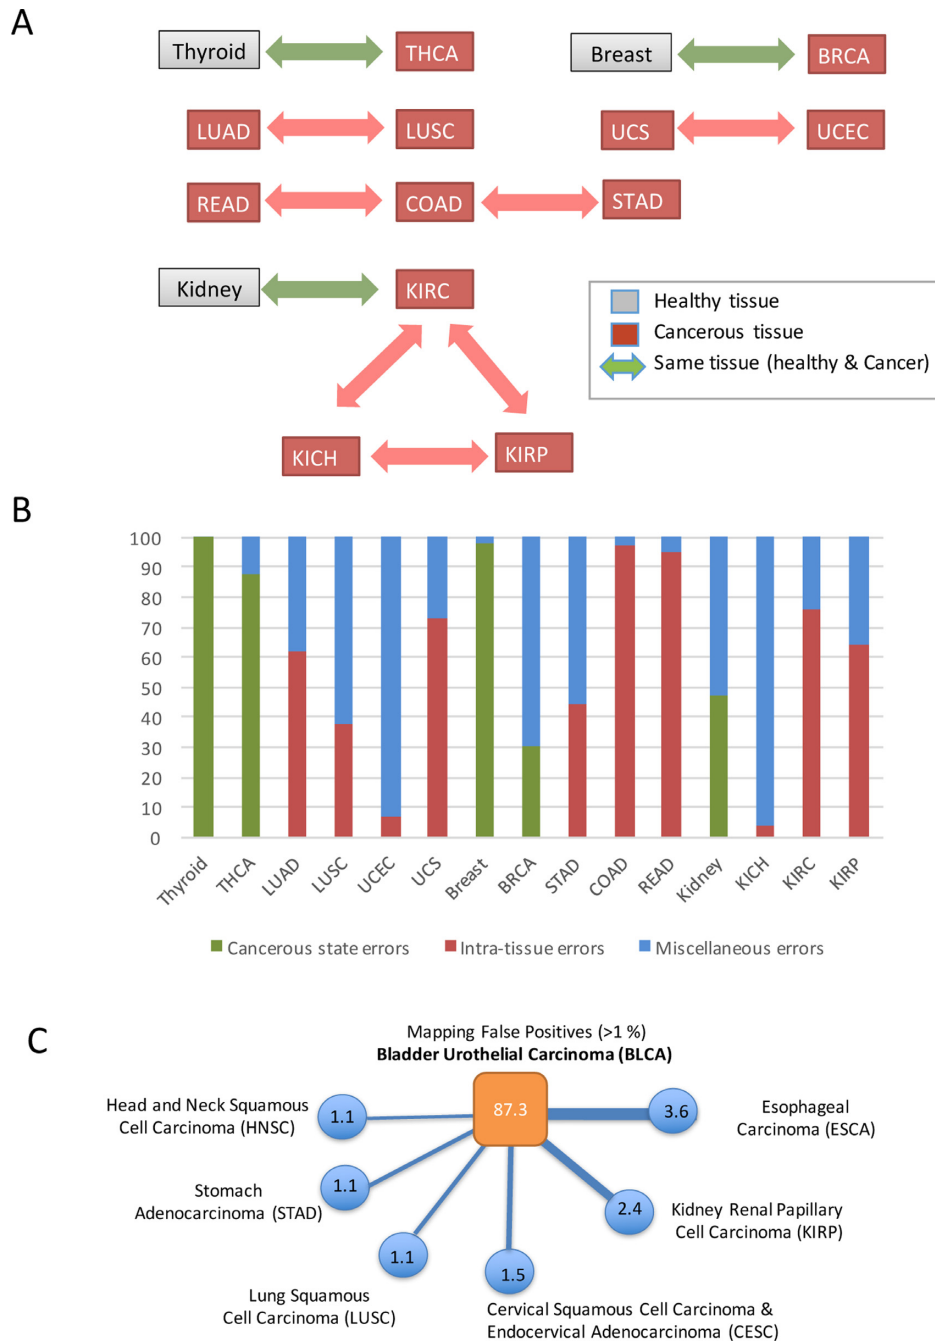 A
Thyroid
THCA
Breast
BRCA
LUAD
LUSC
UCS
UCEC
READ
COAD
STAD
Kidney
KIRC
Healthy tissue
Cancerous tissue
Same tissue (healthy & Cancer)
KICH
KIRP
B
100
90
80
70
60
50
40
30
20
10
0
Thyroid
THCA
LUAD
LUSC
UCEC
UCS
Breast
BRCA
STAD
COAD
READ
Kidney
KICH
KIRC
KIRP
Cancerous state errors
Intra-tissue errors
Miscellaneous errors
C
Mapping False Positives (>1 %)
Bladder Urothelial Carcinoma (BLCA)
87.3
Head and Neck Squamous
Cell Carcinoma (HNSC)
1.1
3.6
Esophageal
Carcinoma (ESCA)
Stomach
Adenocarcinoma (STAD)
1.1
2.4
Kidney Renal Papillary
Cell Carcinoma (KIRP)
1.1
Lung Squamous
Cell Carcinoma (LUSC)
1.5
Cervical Squamous Cell Carcinoma &
Endocervical Adenocarcinoma (CESC)